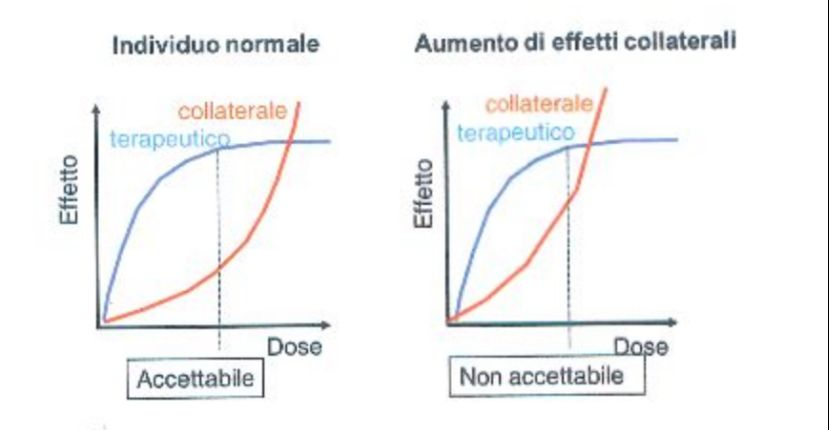 Individuo normale
collaterale
terapeutico
Effetto
Dose
Accettabile
Aumento di effetti collaterali
collaterale
terapeutico
Effetto
Dose
Non accettabile